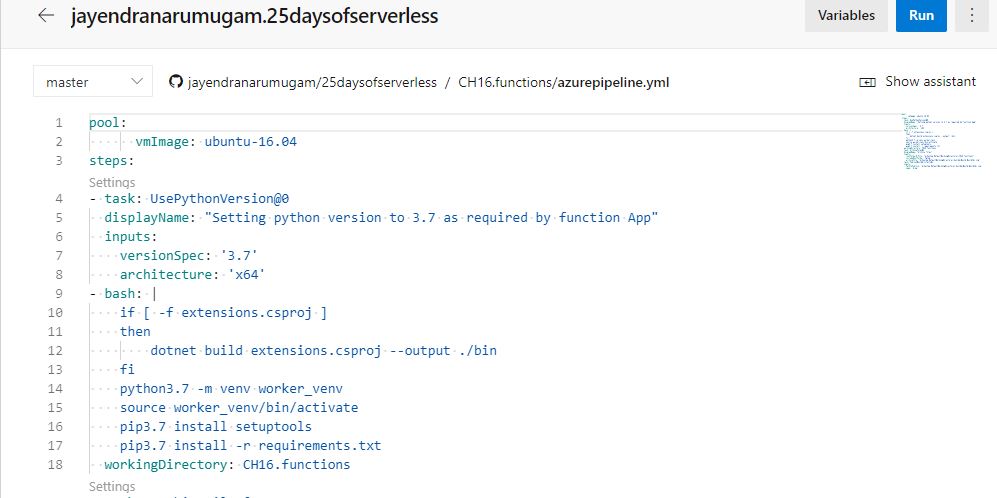 jayendranarumugam.25daysofserverless
Variables
Run
master
jayendranarumugam/25daysofserverless / CH16.functions/azurepipeline.yml
Show assistant
1 pool:
2 vmImage: ubuntu-16.04
3 steps:
Settings
4 - task: UsePythonVersion@0
5 displayName: "Setting python version to 3.7 as required by function App"
6 inputs:
7 versionSpec: '3.7'
8 architecture: 'x64'
9 - bash: |
10 if [ -f extensions.csproj ]
11 then
12 dotnet build extensions.csproj --output ./bin
13 fi
14 python3.7 -m venv worker_venv
15 source worker_venv/bin/activate
16 pip3.7 install setuptools
17 pip3.7 install -r requirements.txt
18 workingDirectory: CH16.functions
Settings